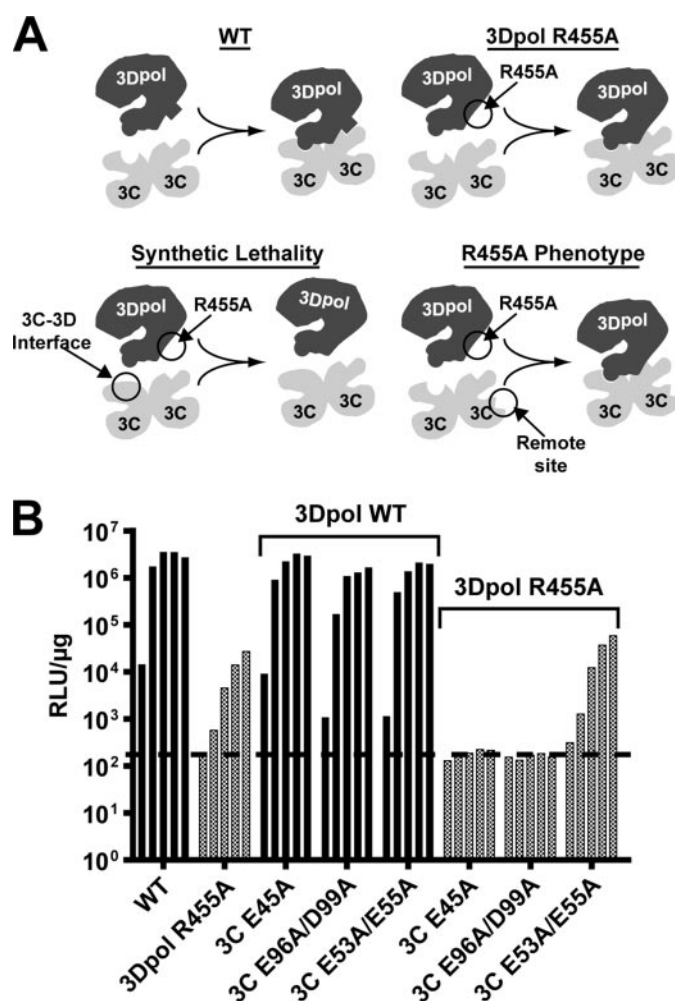 A
WT
3Dpol
3Dpol
3C
3C
3C
3C
3Dpol R455A
3Dpol
R455A
3Dpol
3C
3C
3C
3C
Synthetic Lethality
3C-3D
Interface
3Dpol
R455A
3Dpol
3C
3C
3C
3C
R455A Phenotype
3Dpol
R455A
3Dpol
3C
3C
3C
3C
Remote
site
B
3Dpol WT
3Dpol R455A
RLU/µg
10⁷
10⁶
10⁵
10⁴
10³
10²
10¹
10⁰
WT
3Dpol R455A
3C E45A
3C E96A/D99A
3C E53A/E55A
3C E45A
3C E96A/D99A
3C E53A/E55A